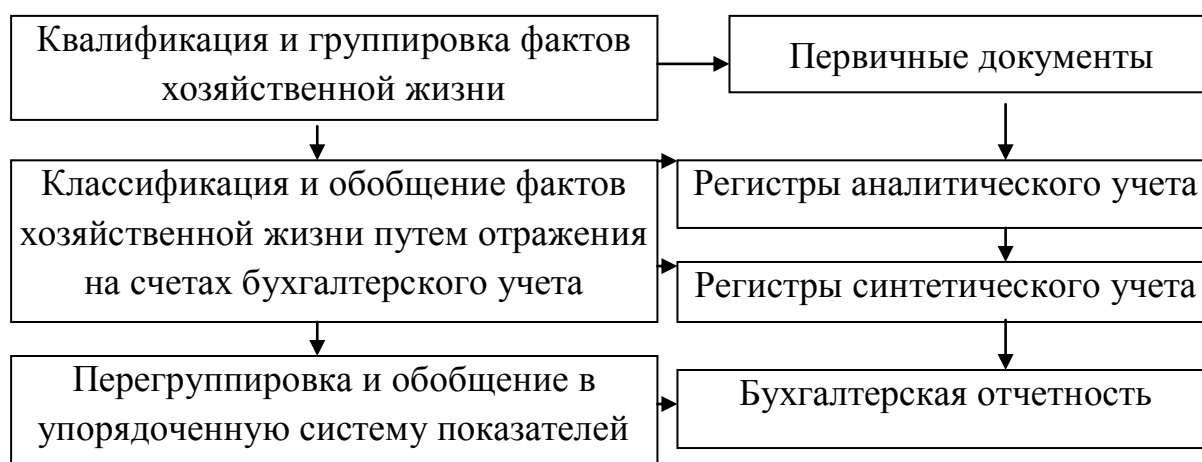 Квалификация и группировка фактов
хозяйственной жизни
Первичные документы
Классификация и обобщение фактов
хозяйственной жизни путем отражения
на счетах бухгалтерского учета
Регистры аналитического учета
Регистры синтетического учета
Перегруппировка и обобщение в
упорядоченную систему показателей
Бухгалтерская отчетность